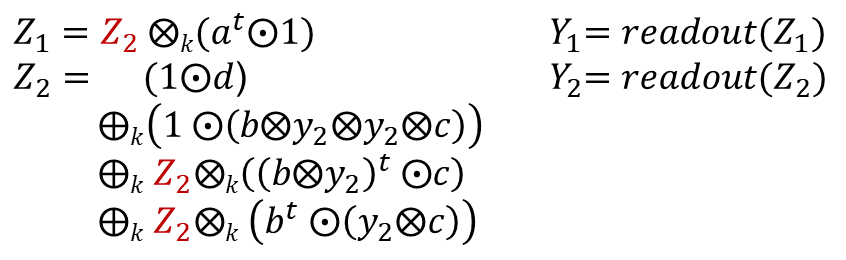 Z₁ = Z₂ ⊗ₖ(aᵗ⊙1) Y₁= readout(Z₁)
Z₂ = (1⊙d) Y₂= readout(Z₂)
⊕ₖ(1 ⊙(b⊗y₂⊗y₂⊗c))
⊕ₖ Z₂⊗ₖ((b⊗y₂)ᵗ ⊙c)
⊕ₖ Z₂⊗ₖ (bᵗ ⊙(y₂⊗c))